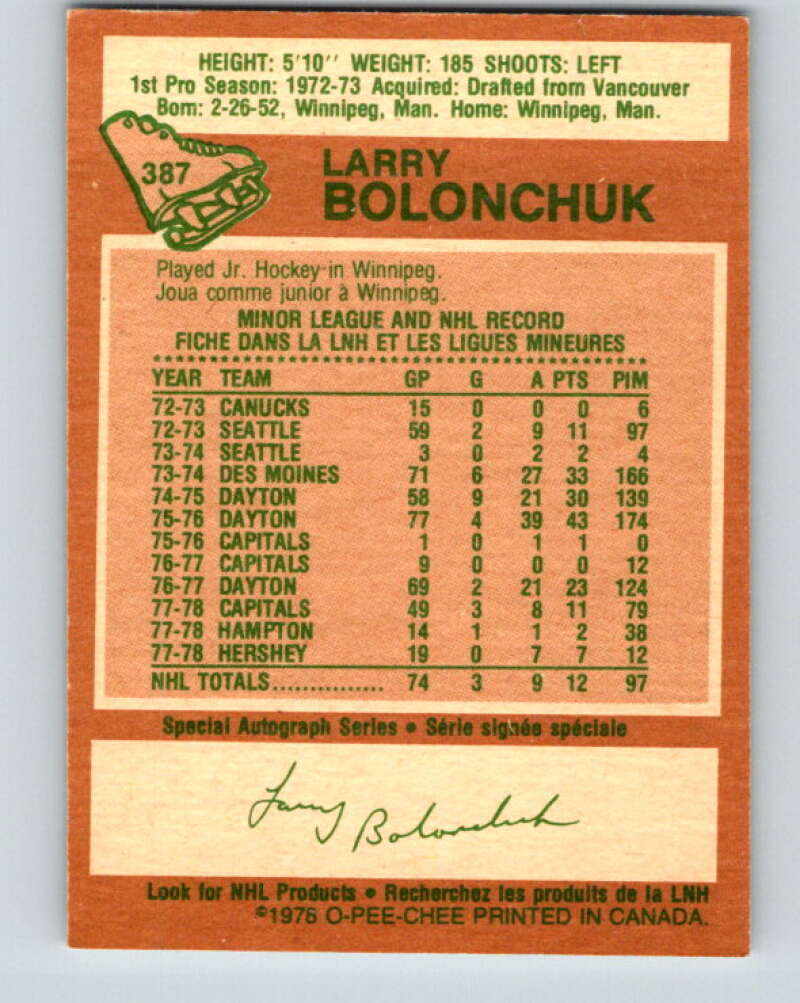 HEIGHT: 5'10'' WEIGHT: 185 SHOOTS: LEFT
1st Pro Season: 1972-73 Acquired: Drafted from Vancouver
Born: 2-26-52, Winnipeg, Man. Home: Winnipeg, Man.
387
LARRY
BOLONCHUK
Played Jr. Hockey in Winnipeg.
Joua comme junior à Winnipeg.
MINOR LEAGUE AND NHL RECORD
FICHE DANS LA LNH ET LES LIGUES MINEURES
YEAR TEAM GP G A PTS PIM
72-73 CANUCKS 15 0 0 0 6
72-73 SEATTLE 59 2 9 11 97
73-74 SEATTLE 3 0 2 2 4
73-74 DES MOINES 71 6 27 33 166
74-75 DAYTON 58 9 21 30 139
75-76 DAYTON 77 4 39 43 174
75-76 CAPITALS 1 0 1 1 0
76-77 CAPITALS 9 0 0 0 12
76-77 DAYTON 69 2 21 23 124
77-78 CAPITALS 49 3 8 11 79
77-78 HAMPTON 14 1 1 2 38
77-78 HERSHEY 19 0 7 7 12
NHL TOTALS............... 74 3 9 12 97
Special Autograph Series • Série signée spéciale
Larry Bolonchuk
Look for NHL Products • Recherchez les produits de la LNH
©1978 O-PEE-CHEE PRINTED IN CANADA.